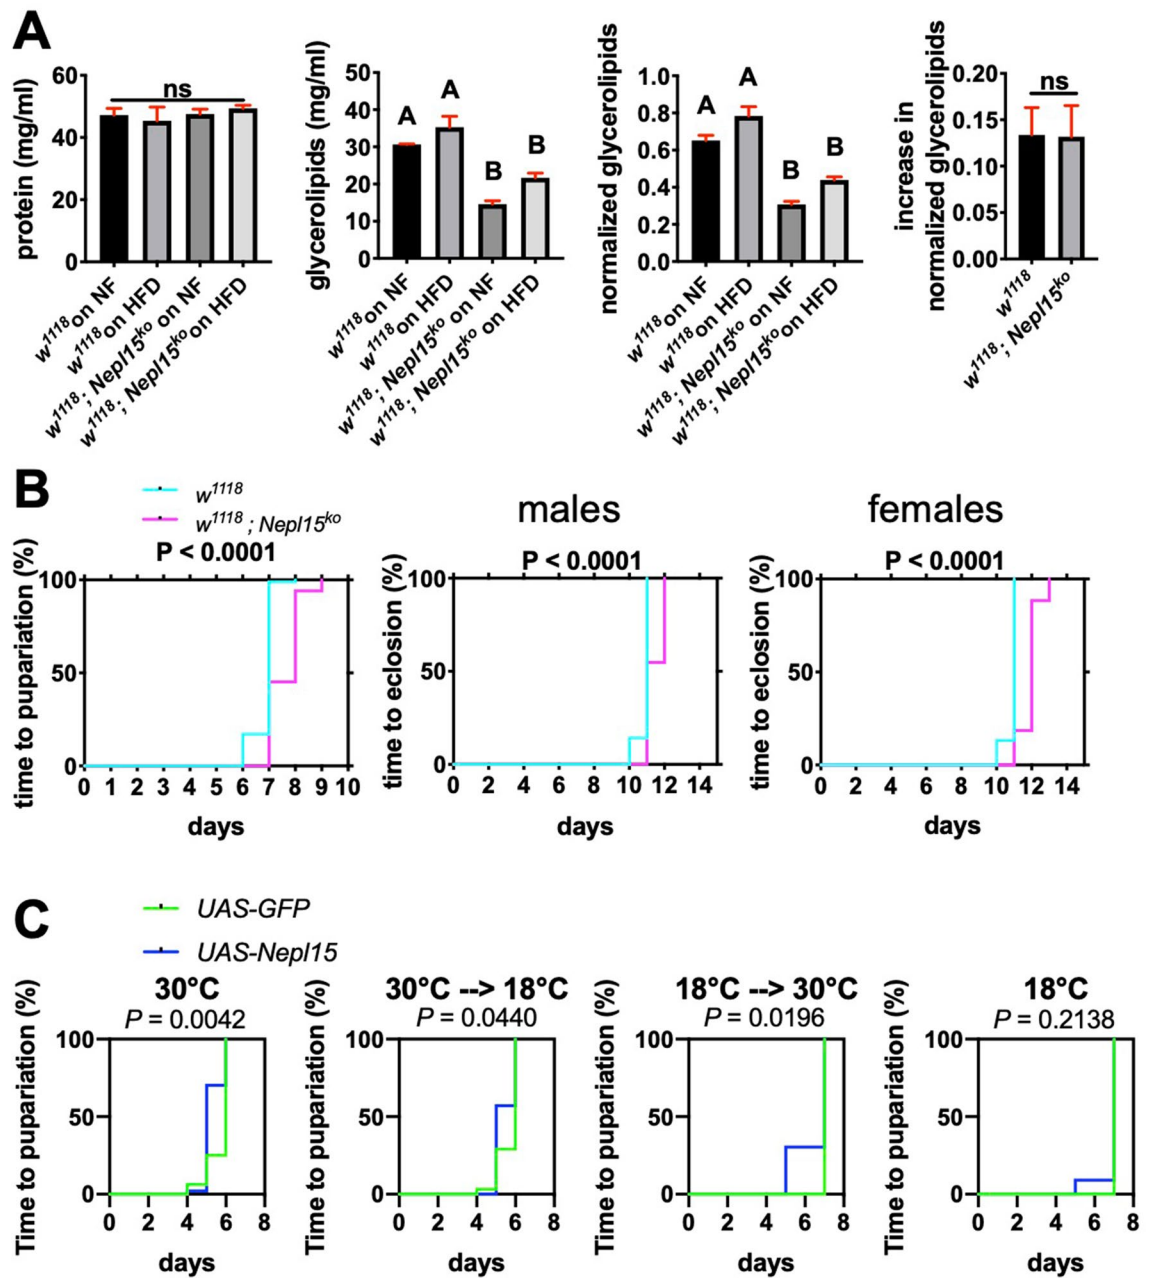 A
protein (mg/ml)
60
40
20
0
ns
w1118 on NF
w1118 on HFD
w1118; Nepl15ko on NF
w1118; Nepl15ko on HFD
glycerolipids (mg/ml)
50
40
30
20
10
0
A
A
B
B
w1118 on NF
w1118 on HFD
w1118; Nepl15ko on NF
w1118; Nepl15ko on HFD
normalized glycerolipids
1.0
0.8
0.6
0.4
0.2
0.0
A
A
B
B
w1118 on NF
w1118 on HFD
w1118; Nepl15ko on NF
w1118; Nepl15ko on HFD
increase in
normalized glycerolipids
0.20
0.15
0.10
0.05
0.00
ns
w1118
w1118; Nepl15ko
B
w1118
w1118 ; Nepl15ko
P < 0.0001
time to pupariation (%)
100
50
0
0 1 2 3 4 5 6 7 8 9 10
days
males
P < 0.0001
time to eclosion (%)
100
50
0
0 2 4 6 8 10 12 14
days
females
P < 0.0001
time to eclosion (%)
100
50
0
0 2 4 6 8 10 12 14
days
C
UAS-GFP
UAS-Nepl15
30°C
P = 0.0042
Time to pupariation (%)
100
50
0
0 2 4 6 8
days
30°C --> 18°C
P = 0.0440
Time to pupariation (%)
100
50
0
0 2 4 6 8
days
18°C --> 30°C
P = 0.0196
Time to pupariation (%)
100
50
0
0 2 4 6 8
days
18°C
P = 0.2138
Time to pupariation (%)
100
50
0
0 2 4 6 8
days